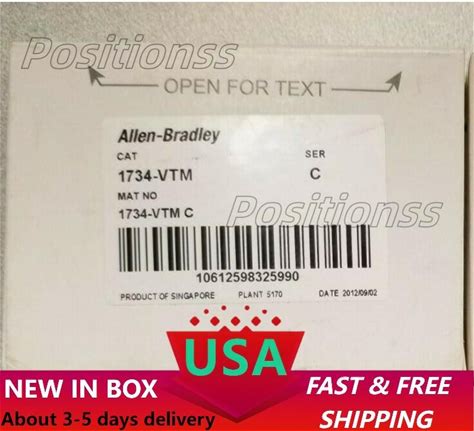 Positionss
OPEN FOR TEXT
Allen-Bradley
CAT SER
1734-VTM C
MAT NO
1734-VTM C
Positionss
10612598325990
PRODUCT OF SINGAPORE PLANT 5170 DATE 2012/09/02
USA
NEW IN BOX
About 3-5 days delivery
FAST & FREE
SHIPPING